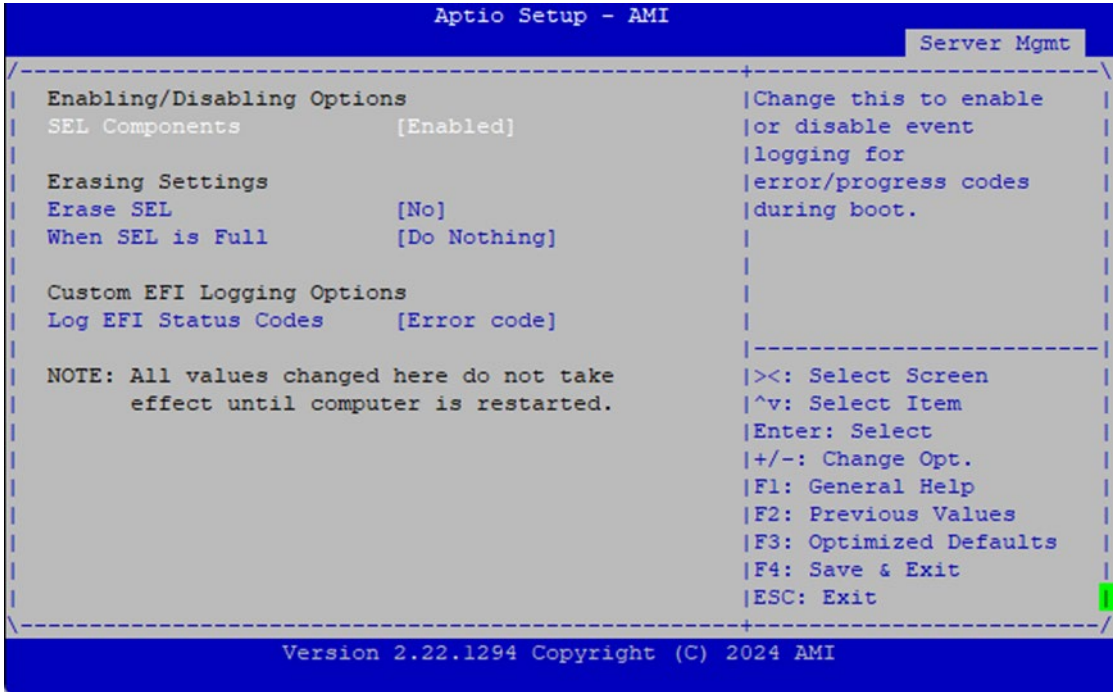 Aptio Setup - AMI
Server Mgmt
Enabling/Disabling Options
SEL Components [Enabled]
Erasing Settings
Erase SEL [No]
When SEL is Full [Do Nothing]
Custom EFI Logging Options
Log EFI Status Codes [Error code]
NOTE: All values changed here do not take
effect until computer is restarted.
Change this to enable
or disable event
logging for
error/progress codes
during boot.
><: Select Screen
^v: Select Item
Enter: Select
+/-: Change Opt.
F1: General Help
F2: Previous Values
F3: Optimized Defaults
F4: Save & Exit
ESC: Exit
Version 2.22.1294 Copyright (C) 2024 AMI